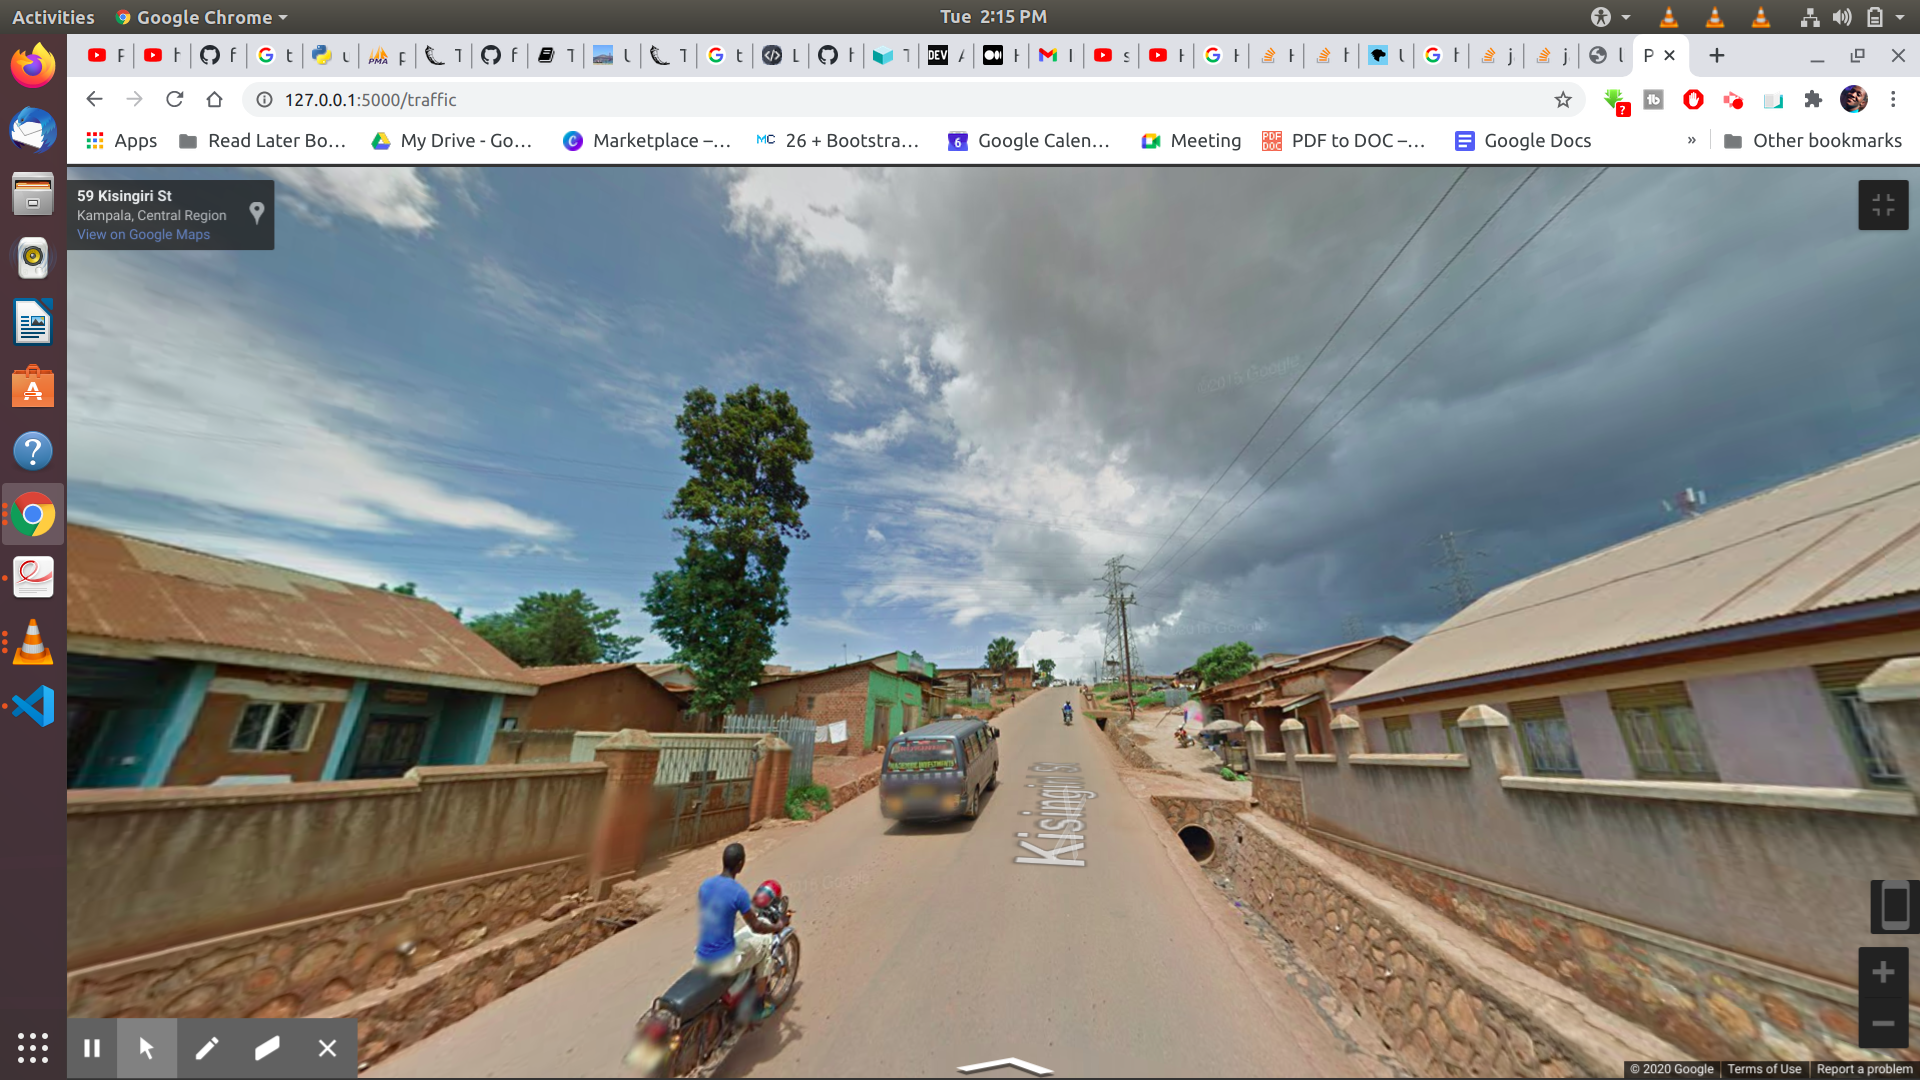 Activities
Google Chrome
Tue 2:15 PM
127.0.0.1:5000/traffic
Apps
Read Later Bo...
My Drive - Go...
Marketplace –...
26 + Bootstra...
Google Calen...
Meeting
PDF to DOC –...
Google Docs
»
Other bookmarks
59 Kisingiri St
Kampala, Central Region
View on Google Maps
Kisingiri St
© 2020 Google
Terms of Use
Report a problem